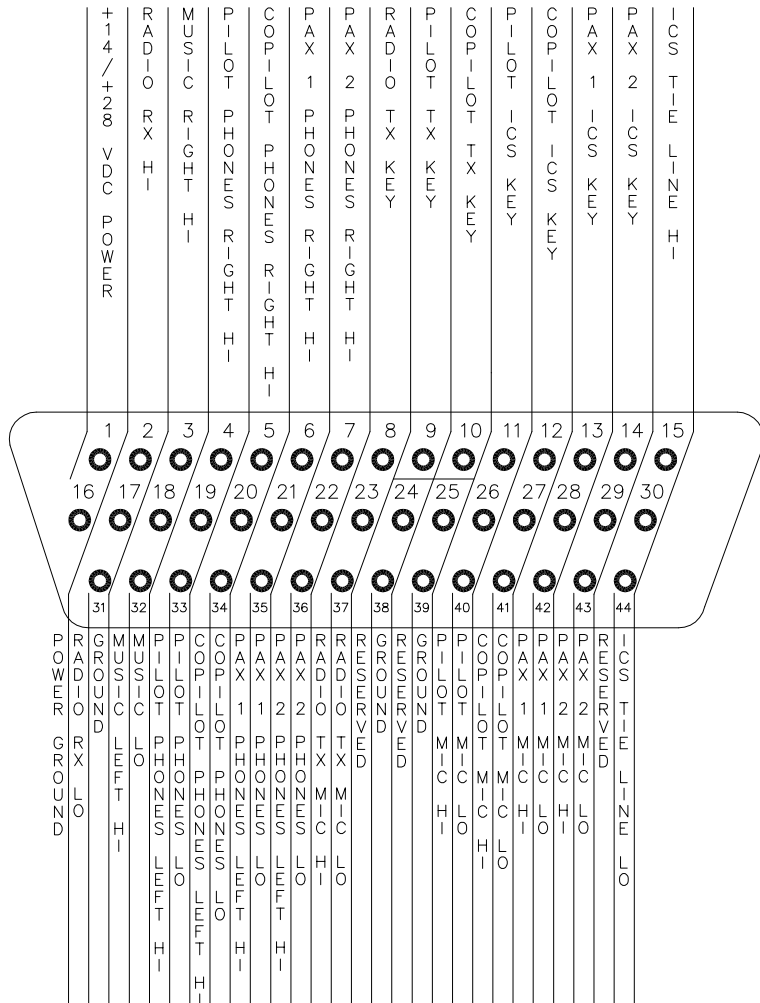 +14/+28 VDC POWER
RADIO RX HI
MUSIC RIGHT HI
PILOT PHONES RIGHT HI
COPILOT PHONES RIGHT HI
PAX 1 PHONES RIGHT HI
PAX 2 PHONES RIGHT HI
RADIO TX KEY
PILOT TX KEY
COPILOT TX KEY
PILOT ICS KEY
COPILOT ICS KEY
PAX 1 ICS KEY
PAX 2 ICS KEY
ICS TIE LINE HI
1 2 3 4 5 6 7 8 9 10 11 12 13 14 15
16 17 18 19 20 21 22 23 24 25 26 27 28 29 30
31 32 33 34 35 36 37 38 39 40 41 42 43 44
POWER GROUND
RADIO RX LO
GROUND
MUSIC LEFT HI
MUSIC LO
PILOT PHONES LEFT HI
PILOT PHONES LO
COPILOT PHONES LEFT HI
COPILOT PHONES LO
PAX 1 PHONES LEFT HI
PAX 1 PHONES LO
PAX 2 PHONES LEFT HI
PAX 2 PHONES LO
RADIO TX MIC HI
RADIO TX MIC LO
RESERVED
GROUND
RESERVED
GROUND
PILOT MIC HI
PILOT MIC LO
COPILOT MIC HI
COPILOT MIC LO
PAX 1 MIC HI
PAX 1 MIC LO
PAX 2 MIC HI
PAX 2 MIC LO
RESERVED
ICS TIE LINE LO